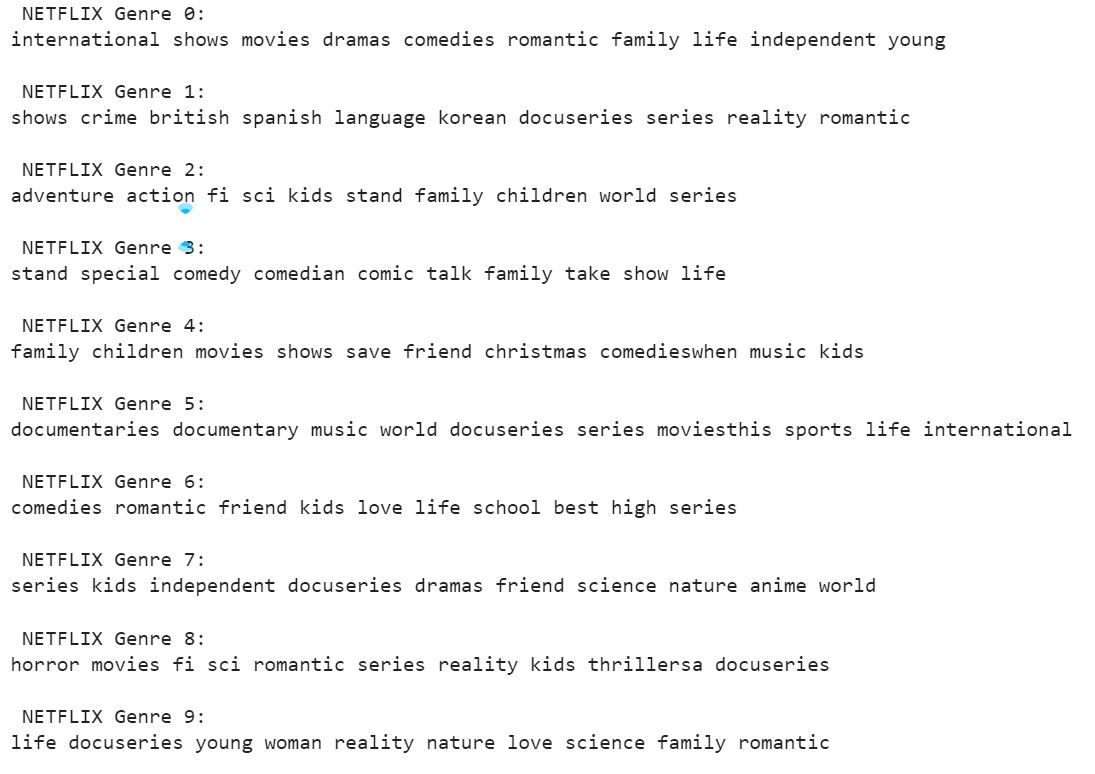 NETFLIX Genre 0:
international shows movies dramas comedies romantic family life independent young
NETFLIX Genre 1:
shows crime british spanish language korean docuseries series reality romantic
NETFLIX Genre 2:
adventure action fi sci kids stand family children world series
NETFLIX Genre 3:
stand special comedy comedian comic talk family take show life
NETFLIX Genre 4:
family children movies shows save friend christmas comedieswhen music kids
NETFLIX Genre 5:
documentaries documentary music world docuseries series moviesthis sports life international
NETFLIX Genre 6:
comedies romantic friend kids love life school best high series
NETFLIX Genre 7:
series kids independent docuseries dramas friend science nature anime world
NETFLIX Genre 8:
horror movies fi sci romantic series reality kids thrillersa docuseries
NETFLIX Genre 9:
life docuseries young woman reality nature love science family romantic